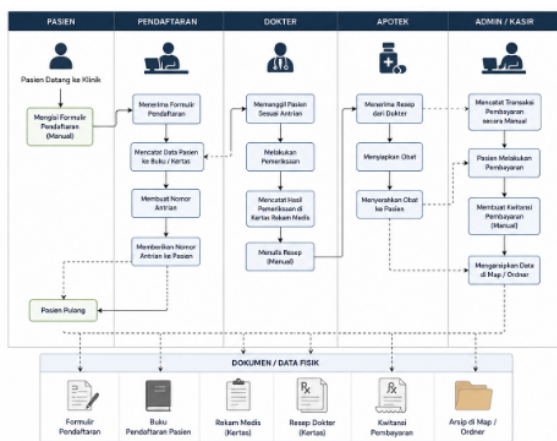 PASIEN
PENDAFTARAN
DOKTER
APOTEK
ADMIN / KASIR
Pasien Datang ke Klinik
Mengisi Formulir
Pendaftaran
(Manual)
Pasien Pulang
Menerima Formulir
Pendaftaran
Mencatat Data Pasien
ke Buku / Kertas
Membuat Nomor
Antrian
Memberikan Nomor
Antrian ke Pasien
Memanggil Pasien
Sesuai Antrian
Melakukan
Pemeriksaan
Mencatat Hasil
Pemeriksaan di
Kertas Rekam Medis
Menulis Resep
(Manual)
Menerima Resep
dari Dokter
Menyiapkan Obat
Menyerahkan Obat
ke Pasien
Mencatat Transaksi
Pembayaran
secara Manual
Pasien Melakukan
Pembayaran
Membuat Kwitansi
Pembayaran
(Manual)
Mengarsipkan Data
di Map / Ordner
DOKUMEN / DATA FISIK
Formulir
Pendaftaran
Buku
Pendaftaran Pasien
Rekam Medis
(Kertas)
Rx
Resep Dokter
(Kertas)
Kwitansi
Pembayaran
Arsip di Map /
Ordner